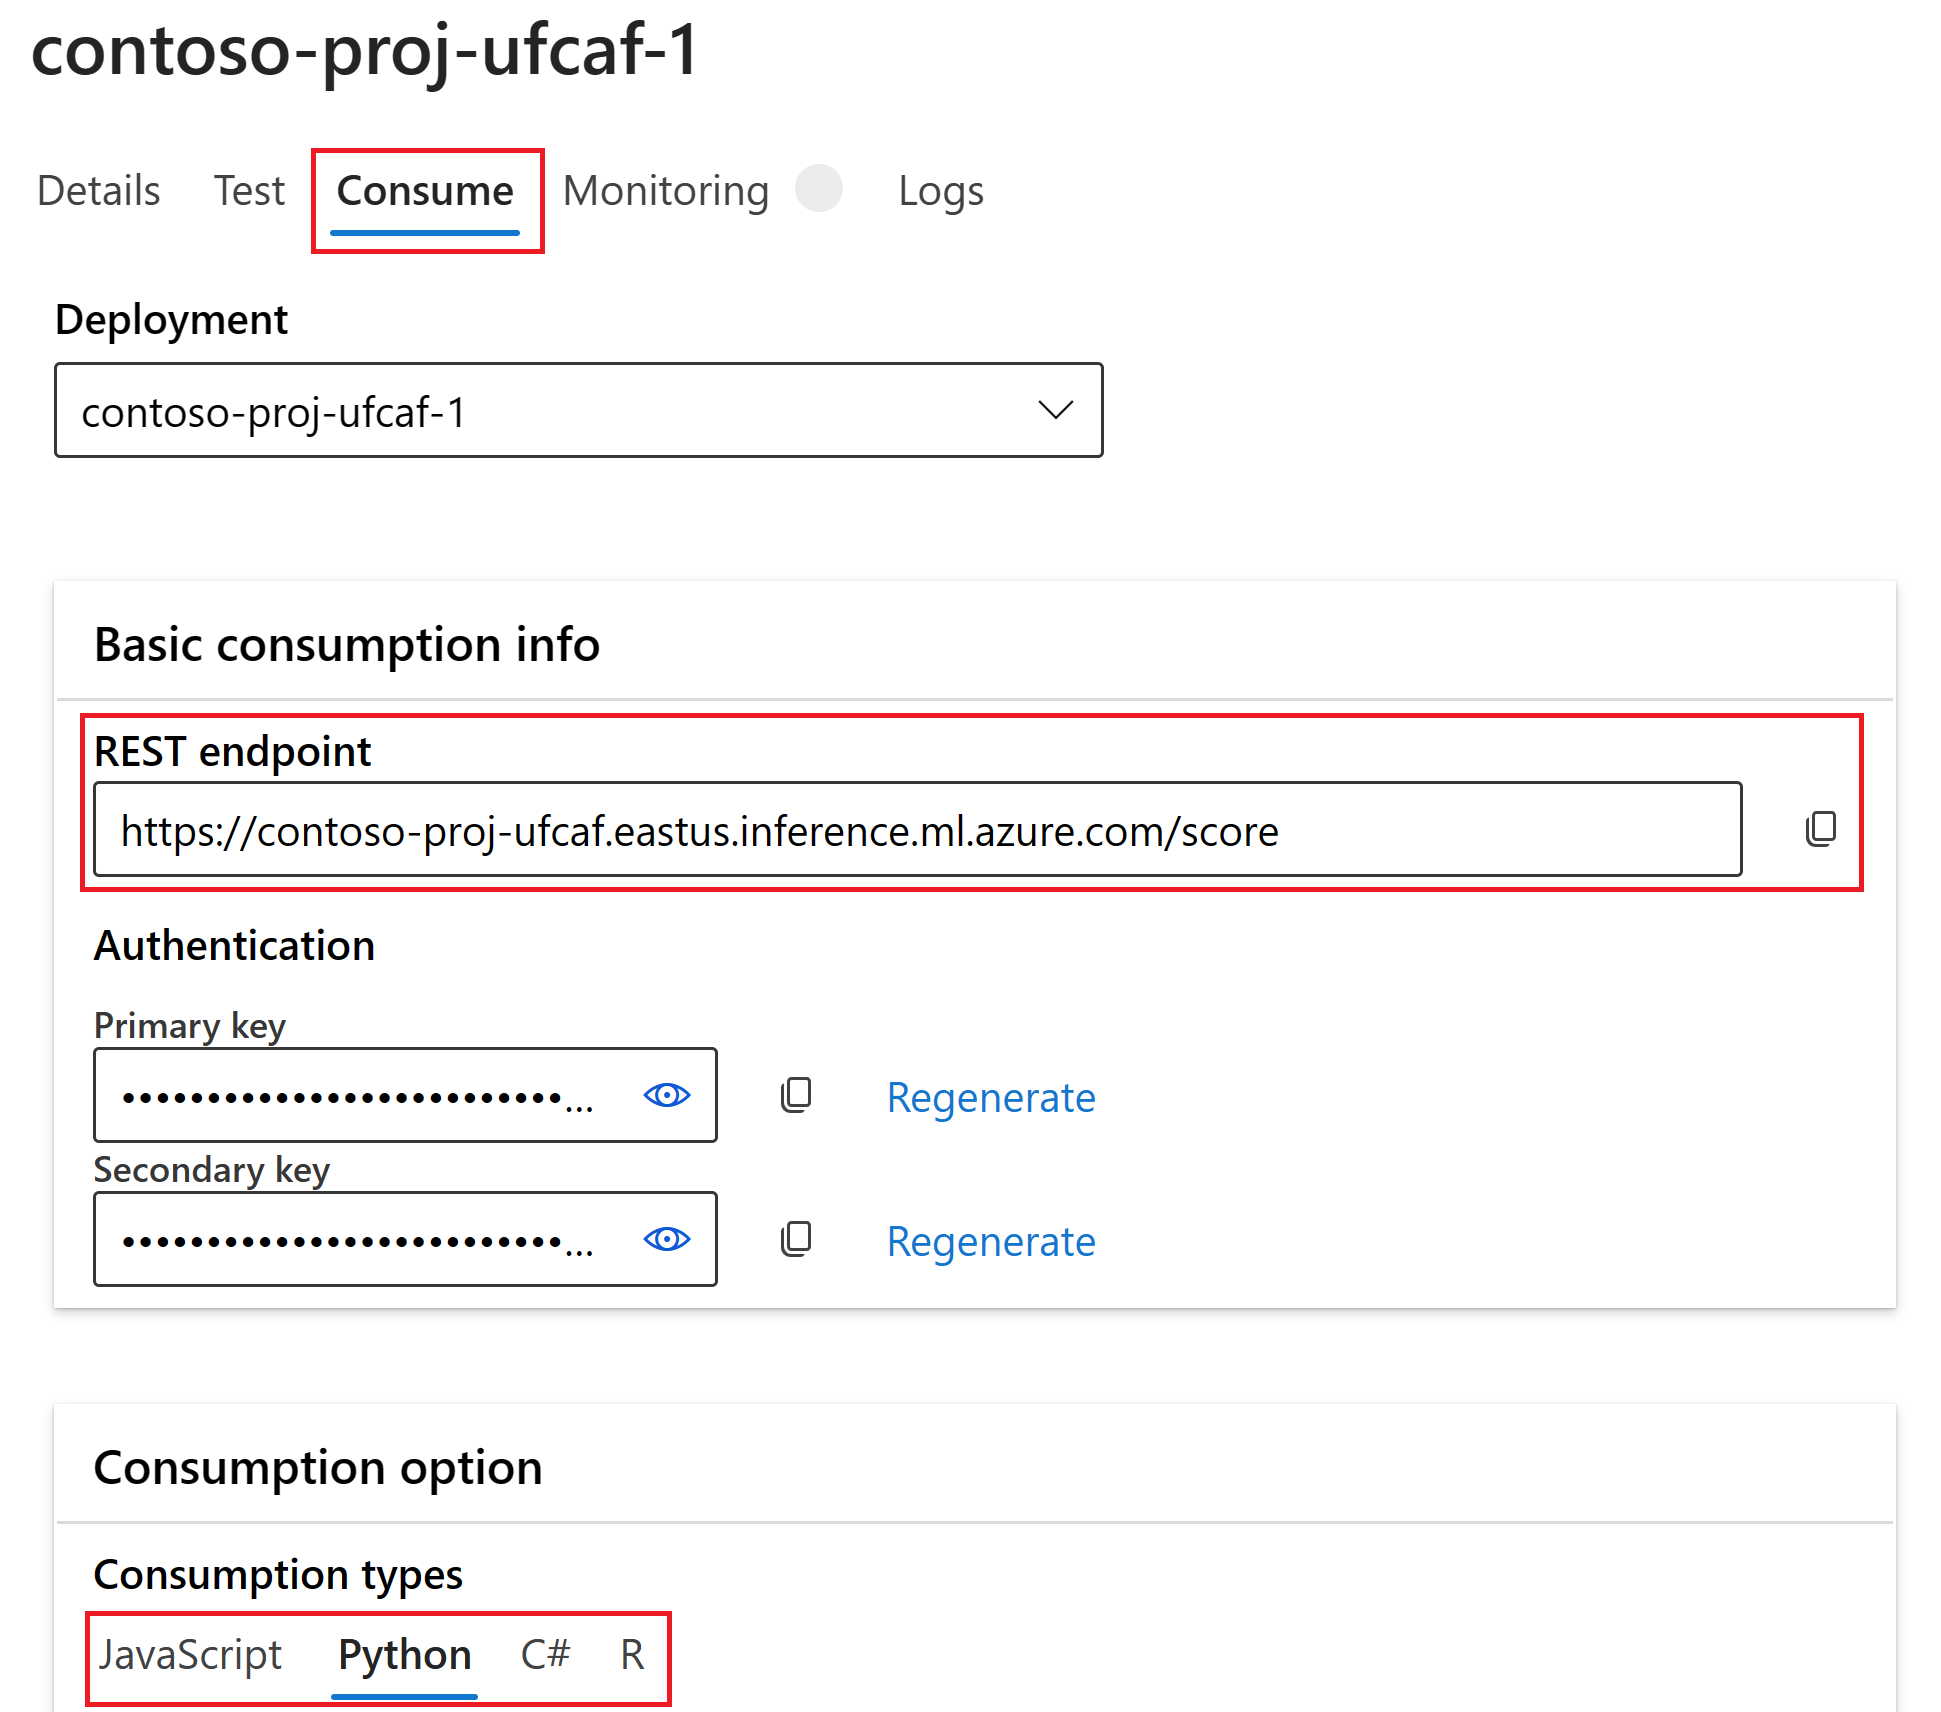 contoso-proj-ufcaf-1
Details Test Consume Monitoring Logs
Deployment
contoso-proj-ufcaf-1
Basic consumption info
REST endpoint
https://contoso-proj-ufcaf.eastus.inference.ml.azure.com/score
Authentication
Primary key
••••••••••••••••••••••••••... Regenerate
Secondary key
••••••••••••••••••••••••••... Regenerate
Consumption option
Consumption types
JavaScript Python C# R